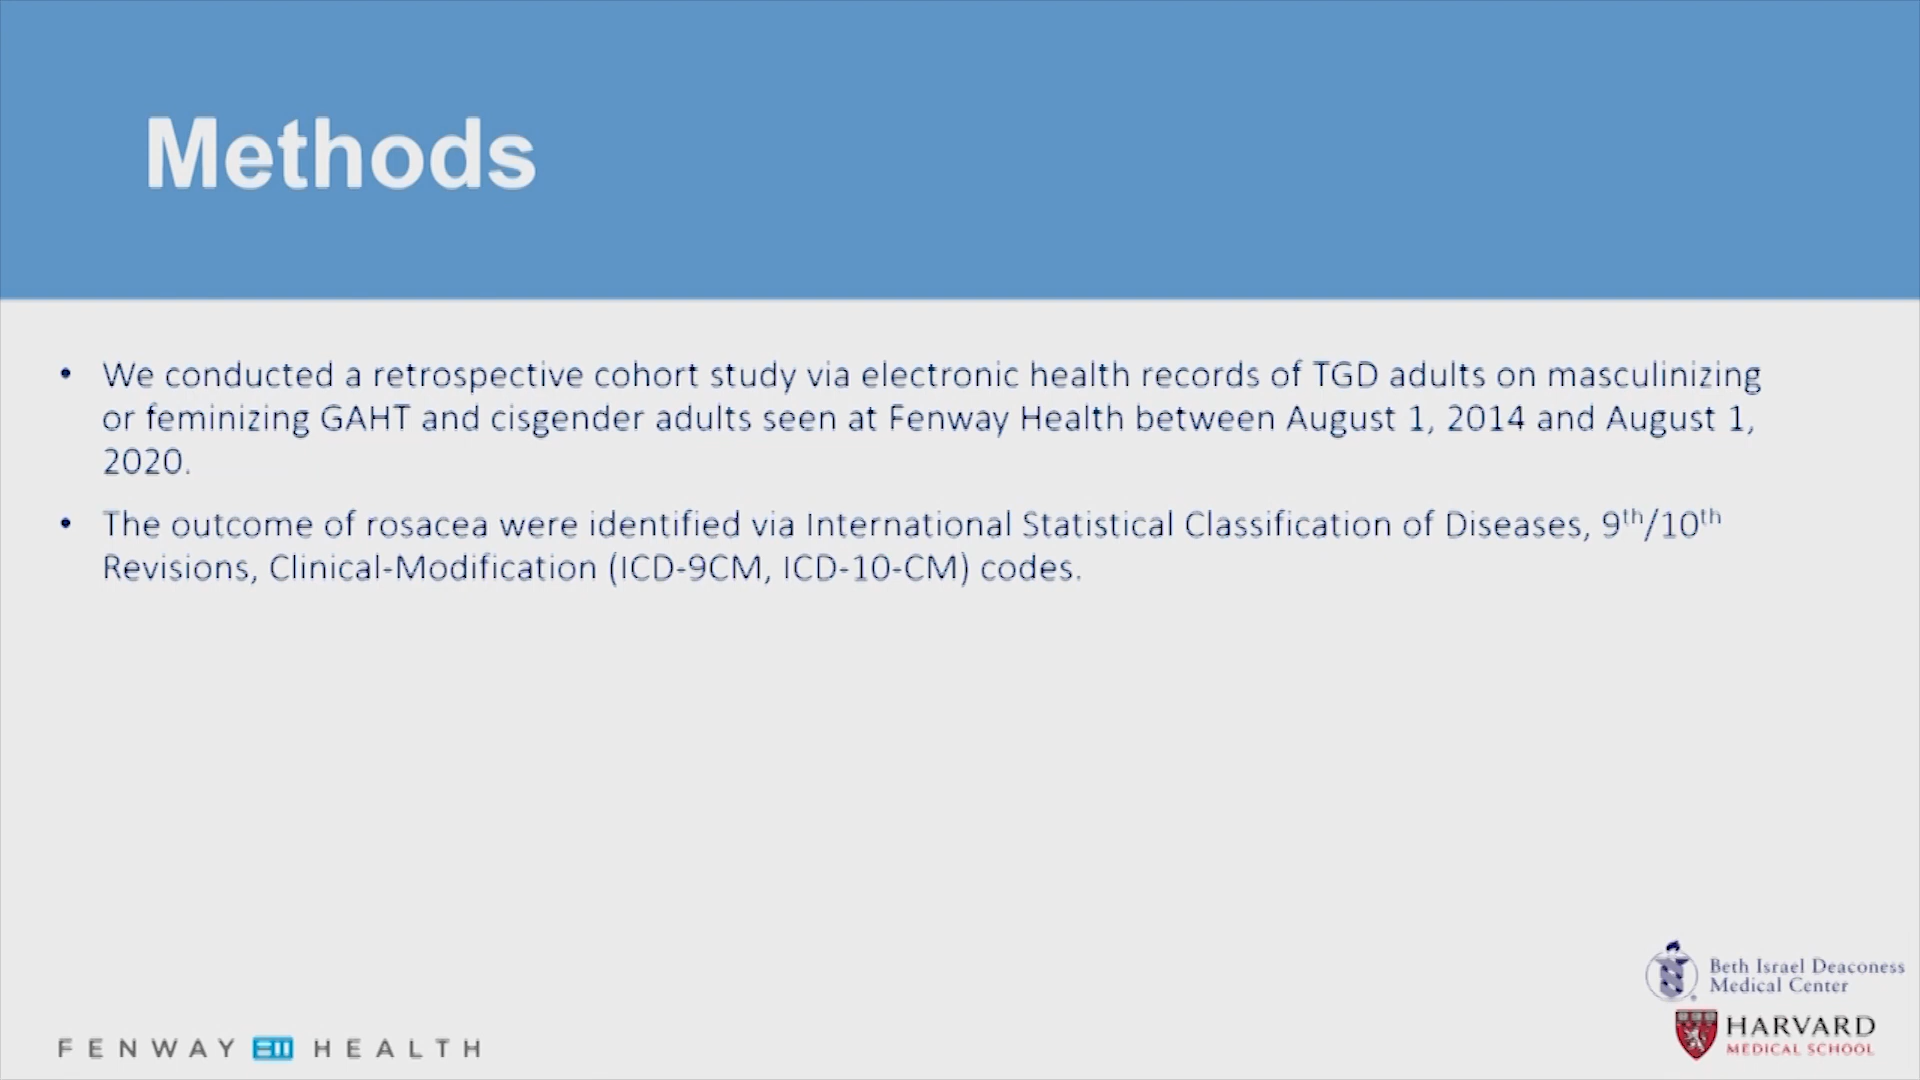 Methods
• We conducted a retrospective cohort study via electronic health records of TGD adults on masculinizing
or feminizing GAHT and cisgender adults seen at Fenway Health between August 1, 2014 and August 1,
2020.
• The outcome of rosacea were identified via International Statistical Classification of Diseases, 9th/10th
Revisions, Clinical-Modification (ICD-9CM, ICD-10-CM) codes.
Beth Israel Deaconess
Medical Center
HARVARD
MEDICAL SCHOOL
FENWAY HEALTH